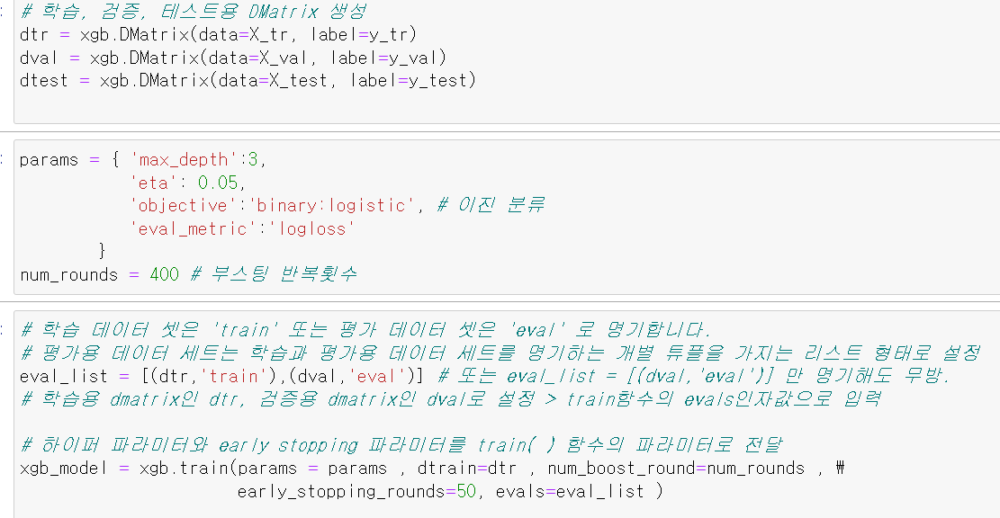 # 학습, 검증, 테스트용 DMatrix 생성
dtr = xgb.DMatrix(data=X_tr, label=y_tr)
dval = xgb.DMatrix(data=X_val, label=y_val)
dtest = xgb.DMatrix(data=X_test, label=y_test)
params = { 'max_depth':3,
'eta': 0.05,
'objective':'binary:logistic', # 이진 분류
'eval_metric':'logloss'
}
num_rounds = 400 # 부스팅 반복횟수
# 학습 데이터 셋은 'train' 또는 평가 데이터 셋은 'eval' 로 명기합니다.
# 평가용 데이터 세트는 학습과 평가용 데이터 세트를 명기하는 개별 튜플을 가지는 리스트 형태로 설정
eval_list = [(dtr,'train'),(dval,'eval')] # 또는 eval_list = [(dval,'eval')] 만 명기해도 무방.
# 학습용 dmatrix인 dtr, 검증용 dmatrix인 dval로 설정 > train함수의 evals인자값으로 입력
# 하이퍼 파라미터와 early stopping 파라미터를 train( ) 함수의 파라미터로 전달
xgb_model = xgb.train(params = params , dtrain=dtr , num_boost_round=num_rounds , ₩
early_stopping_rounds=50, evals=eval_list )